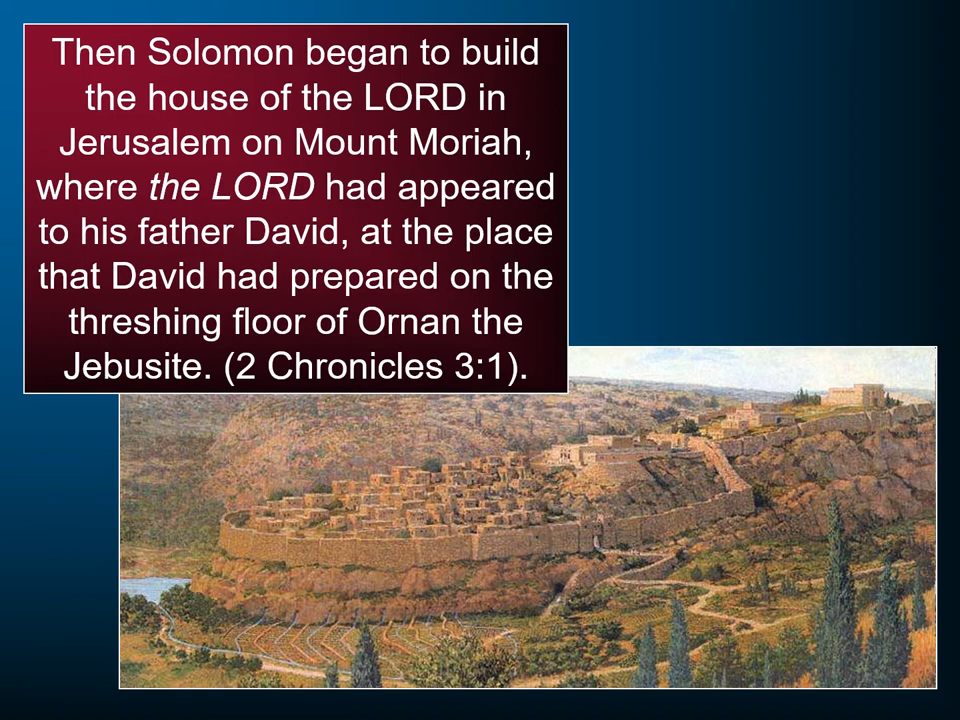 Then Solomon began to build
the house of the LORD in
Jerusalem on Mount Moriah,
where the LORD had appeared
to his father David, at the place
that David had prepared on the
threshing floor of Ornan the
Jebusite. (2 Chronicles 3:1).